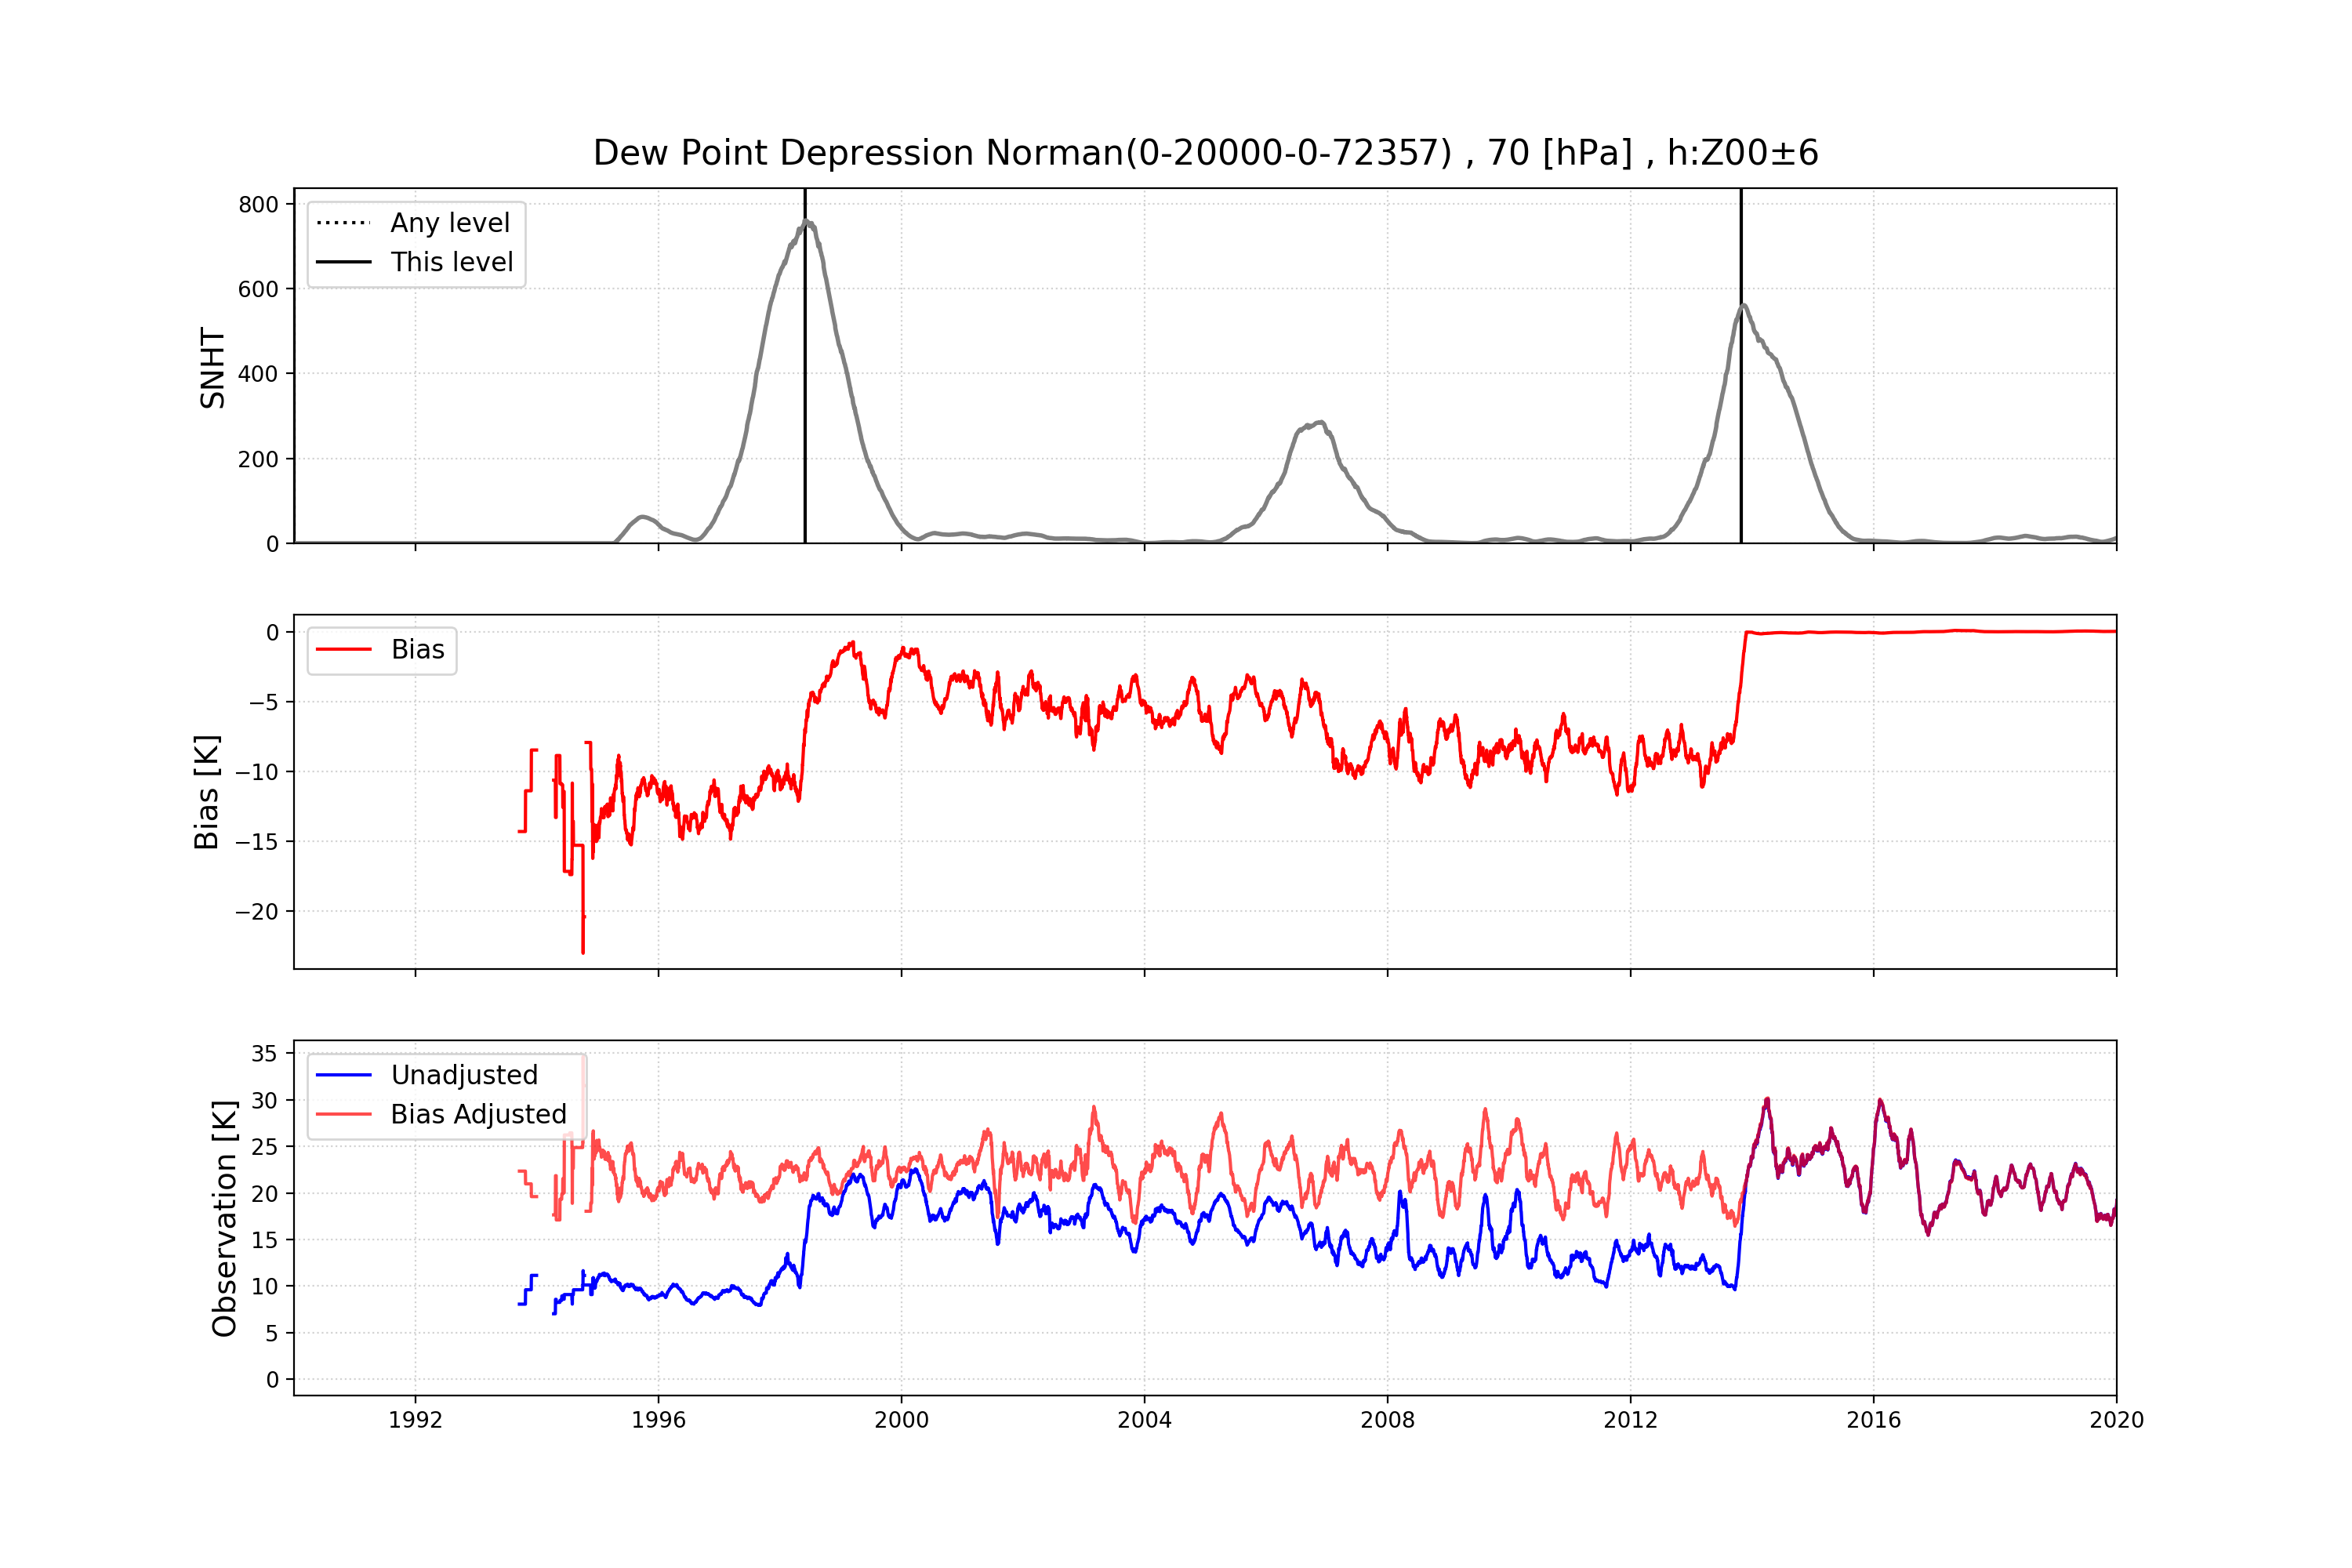 Dew Point Depression Norman(0-20000-0-72357) , 70 [hPa] , h:Z00±6
SNHT
800
600
400
200
0
Any level
This level
Bias [K]
0
−5
−10
−15
−20
Bias
Observation [K]
35
30
25
20
15
10
5
0
Unadjusted
Bias Adjusted
1992 1996 2000 2004 2008 2012 2016 2020